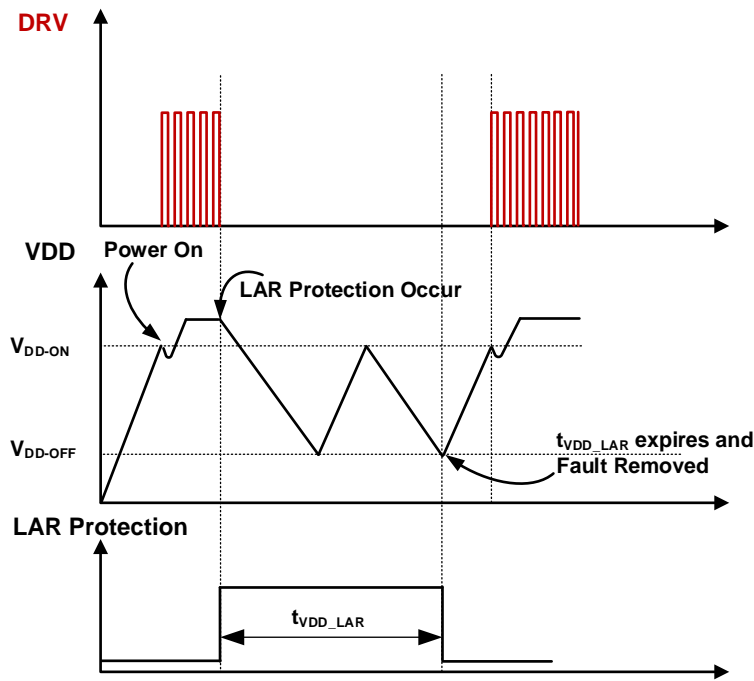 DRV
VDD
Power On
LAR Protection Occur
VDD-ON
VDD-OFF
tVDD_LAR expires and
Fault Removed
LAR Protection
tVDD_LAR